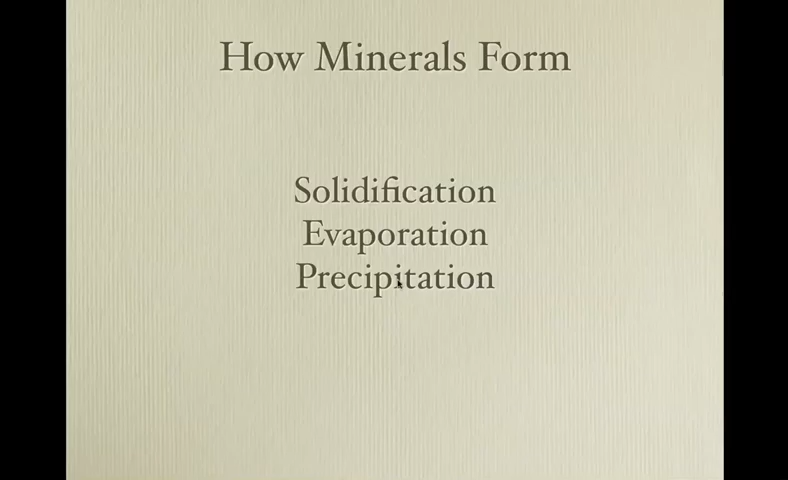 How Minerals Form
Solidification
Evaporation
Precipitation